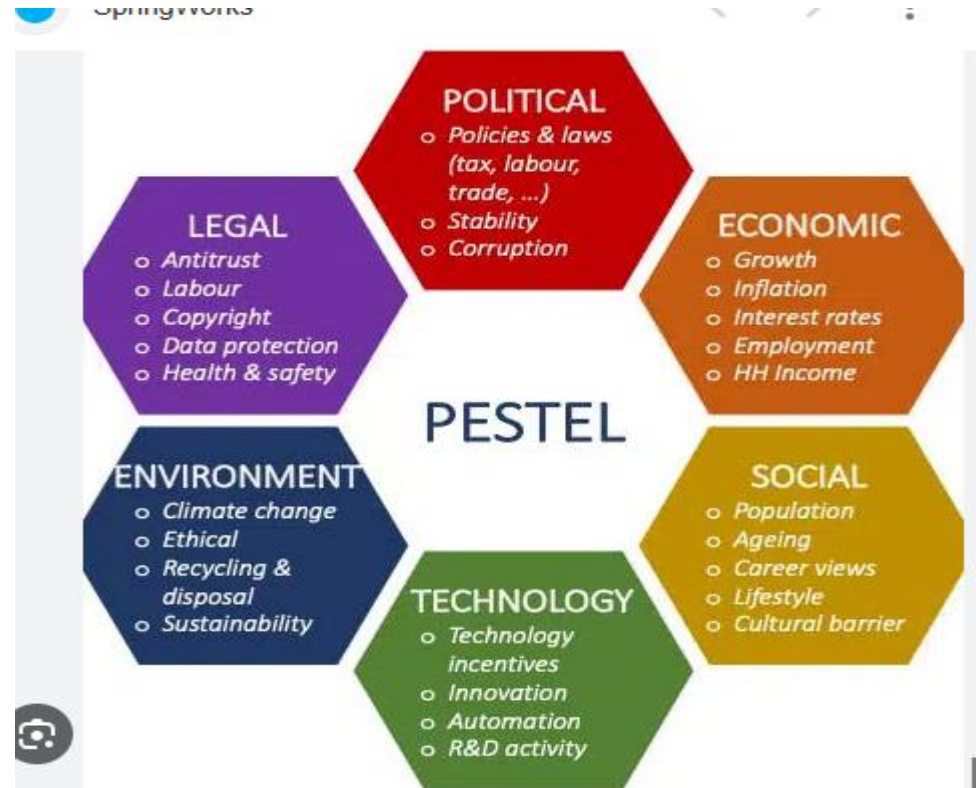 SpringWorks
POLITICAL
o Policies & laws
(tax, labour,
trade, ...)
o Stability
o Corruption
LEGAL
o Antitrust
o Labour
o Copyright
o Data protection
o Health & safety
ECONOMIC
o Growth
o Inflation
o Interest rates
o Employment
o HH Income
PESTEL
ENVIRONMENT
o Climate change
o Ethical
o Recycling &
disposal
o Sustainability
SOCIAL
o Population
o Ageing
o Career views
o Lifestyle
o Cultural barrier
TECHNOLOGY
o Technology
incentives
o Innovation
o Automation
o R&D activity